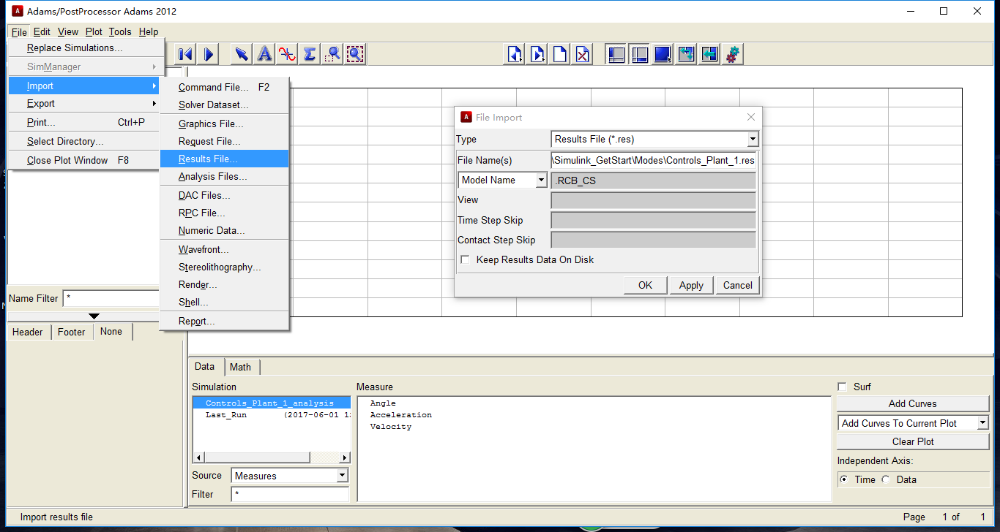 Adams/PostProcessor Adams 2012
File Edit View Plot Tools Help
Replace Simulations...
SimManager
Import
Export
Print... Ctrl+P
Select Directory...
Close Plot Window F8
Command File... F2
Solver Dataset...
Graphics File...
Request File...
Results File...
Analysis Files...
DAC Files...
RPC File...
Numeric Data...
Wavefront...
Stereolithography...
Render...
Shell...
Report...
File Import
Type Results File (*.res)
File Name(s) \Simulink_GetStart\Modes\Controls_Plant_1.res
Model Name .RCB_CS
View
Time Step Skip
Contact Step Skip
Keep Results Data On Disk
OK Apply Cancel
Name Filter *
Header Footer None
Data Math
Simulation
Controls_Plant_1_analysis
Last_Run (2017-06-01
Source Measures
Filter *
Measure
Angle
Acceleration
Velocity
Surf
Add Curves
Add Curves To Current Plot
Clear Plot
Independent Axis:
Time Data
Import results file
Page 1 of 1